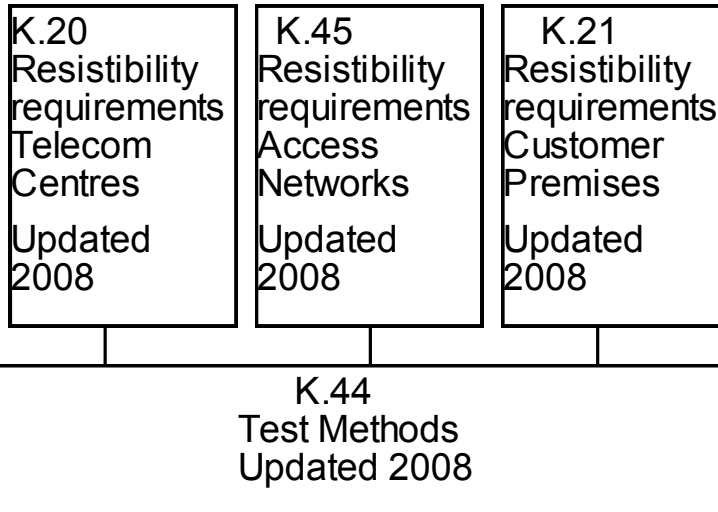 K.20
Resistibility
requirements
Telecom
Centres
Updated
2008
K.45
Resistibility
requirements
Access
Networks
Updated
2008
K.21
Resistibility
requirements
Customer
Premises
Updated
2008
K.44
Test Methods
Updated 2008